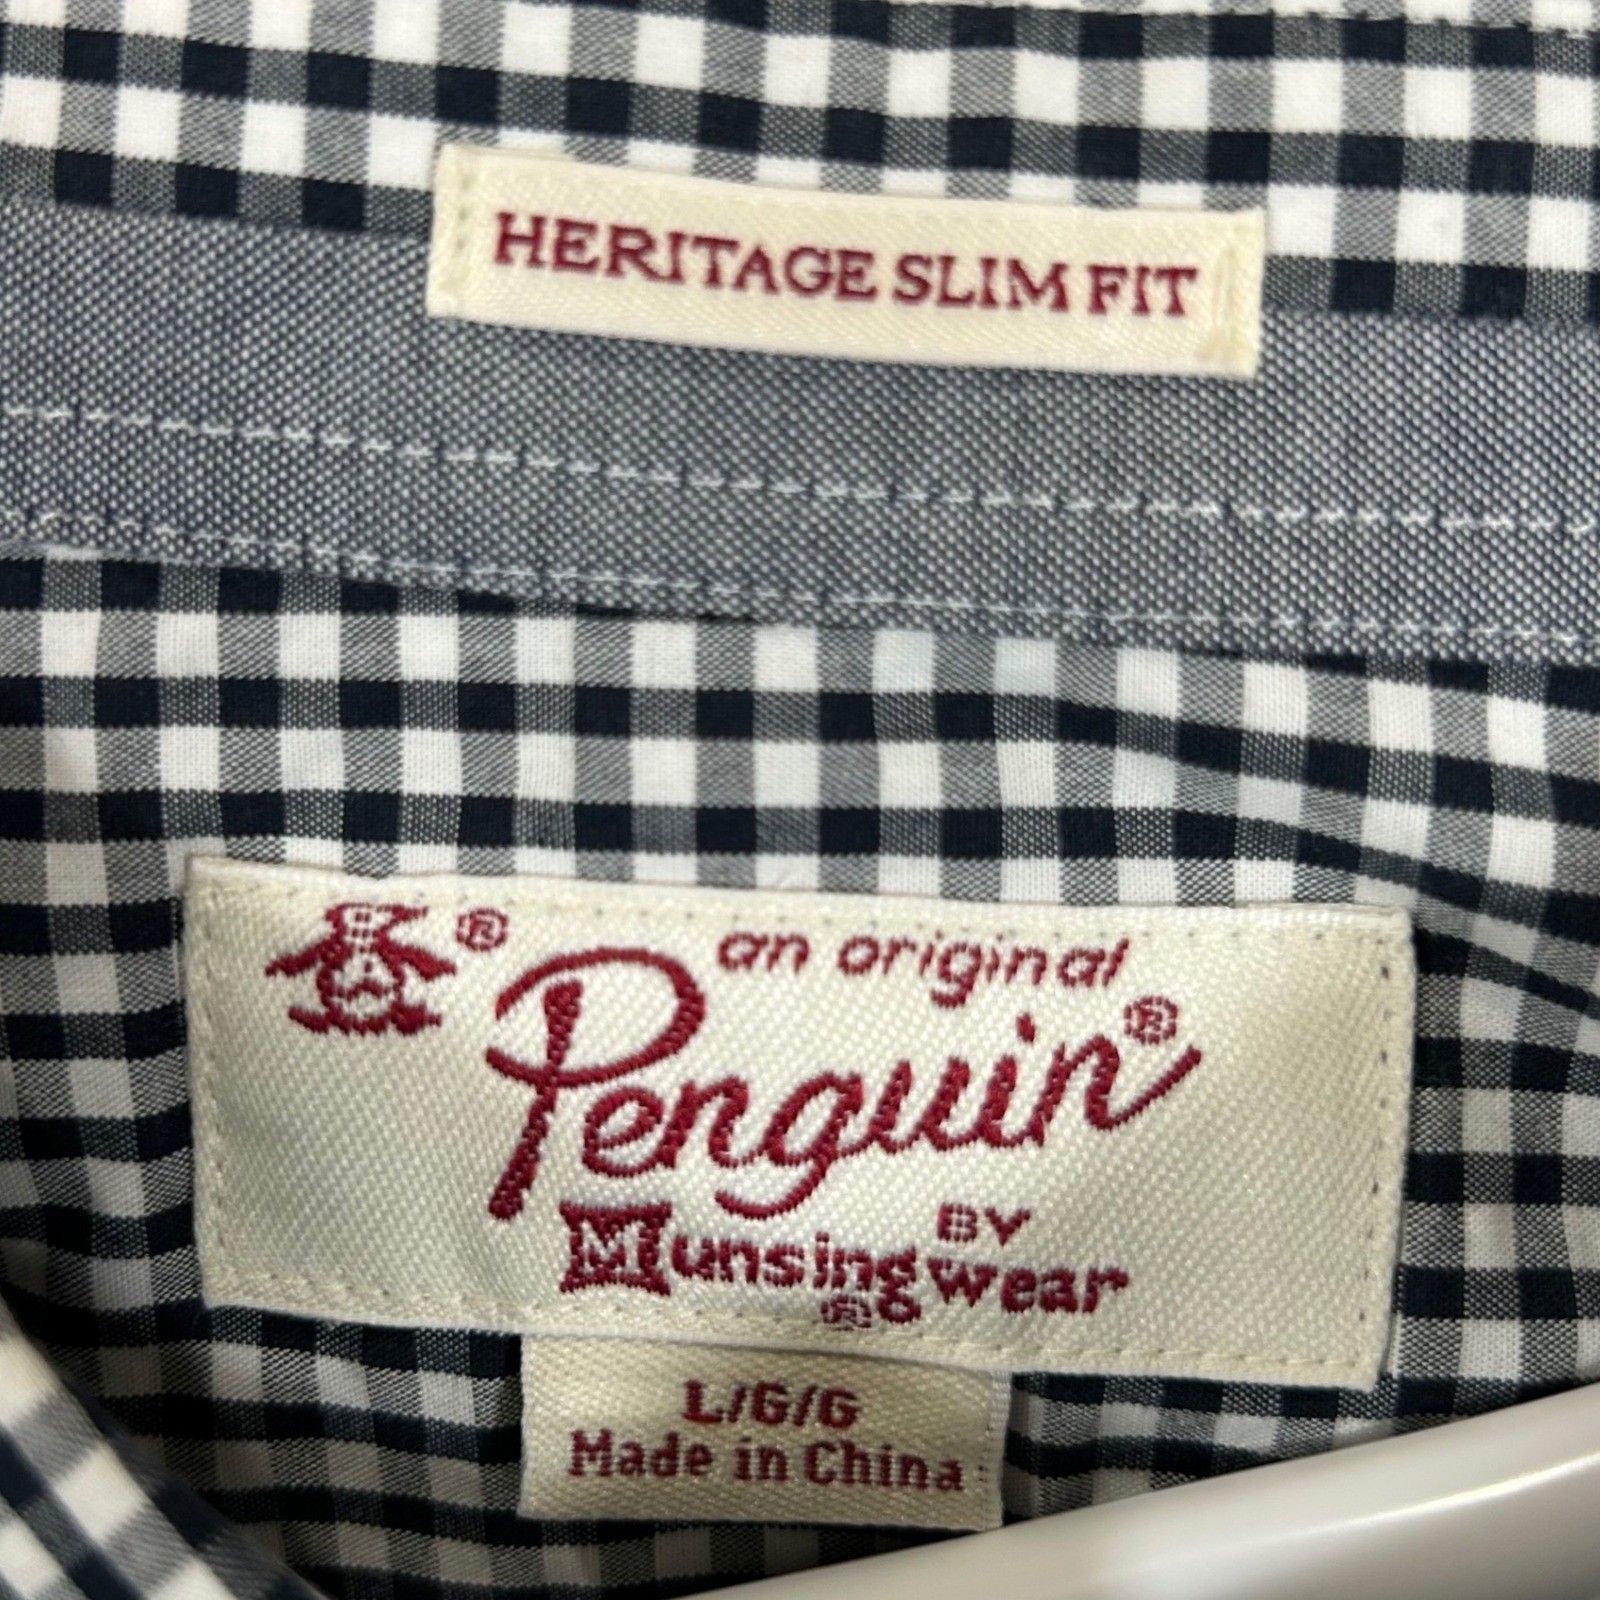 HERITAGE SLIM FIT
® an original
Penguin®
BY
Munsingwear
®
L/G/G
Made in China